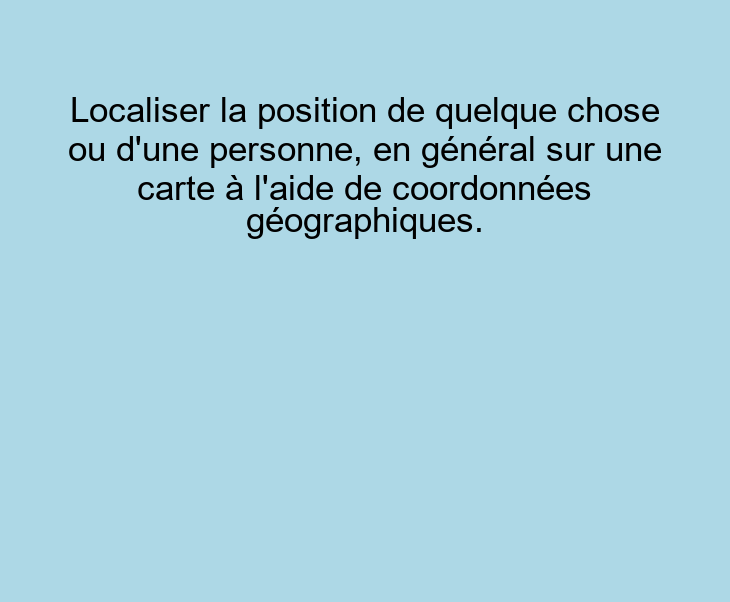 Localiser la position de quelque chose
ou d'une personne, en général sur une
carte à l'aide de coordonnées
géographiques.